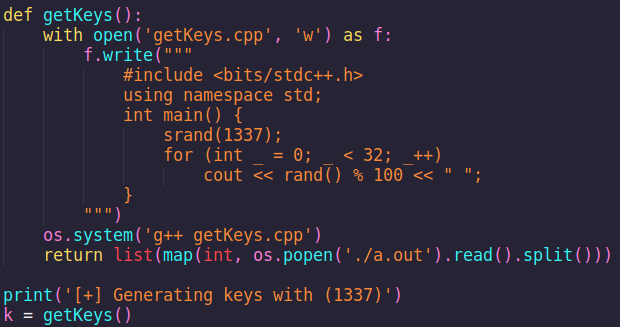 def getKeys():
    with open('getKeys.cpp', 'w') as f:
        f.write("""
            #include <bits/stdc++.h>
            using namespace std;
            int main() {
                srand(1337);
                for (int _ = 0; _ < 32; _++)
                    cout << rand() % 100 << " ";
            }
        """)
    os.system('g++ getKeys.cpp')
    return list(map(int, os.popen('./a.out').read().split()))

print('[+] Generating keys with (1337)')
k = getKeys()